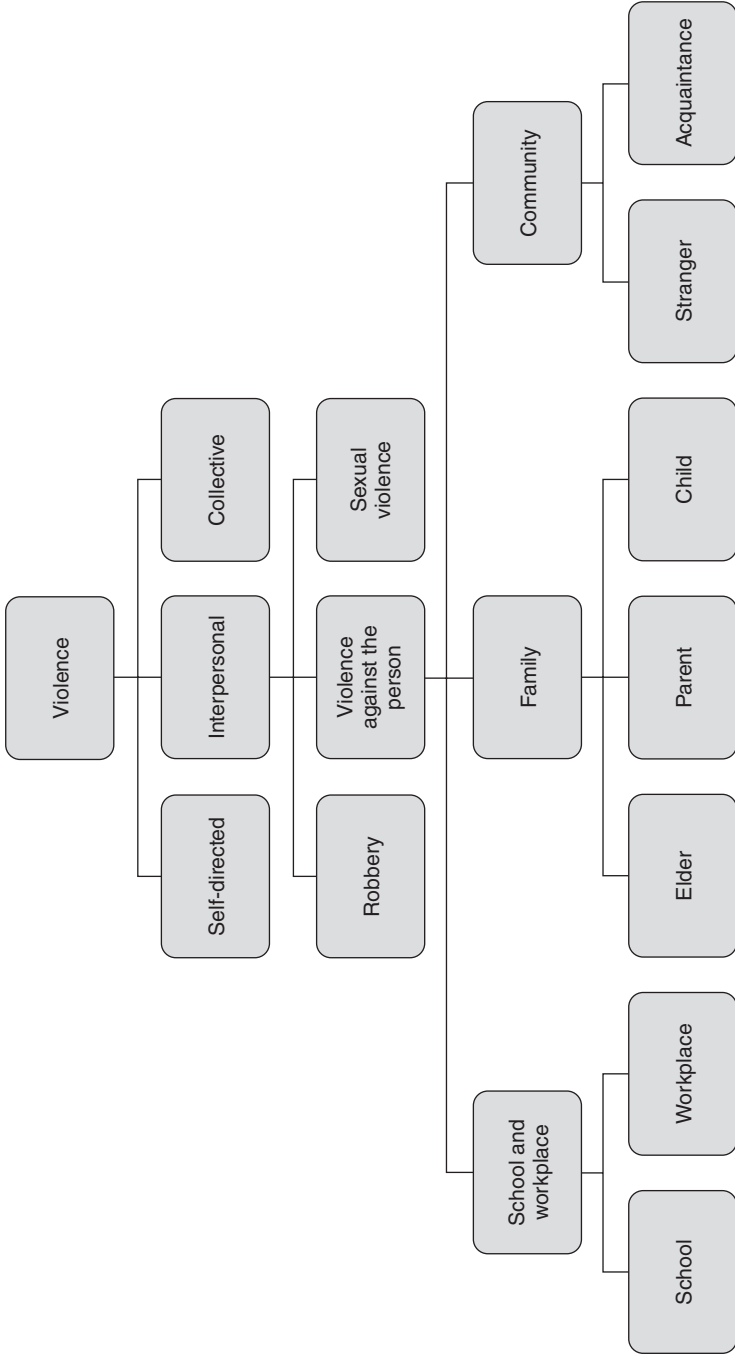 Violence
Self-directed
Interpersonal
Collective
Robbery
Violence
against the
person
Sexual
violence
School and
workplace
Family
Community
School
Workplace
Elder
Parent
Child
Stranger
Acquaintance